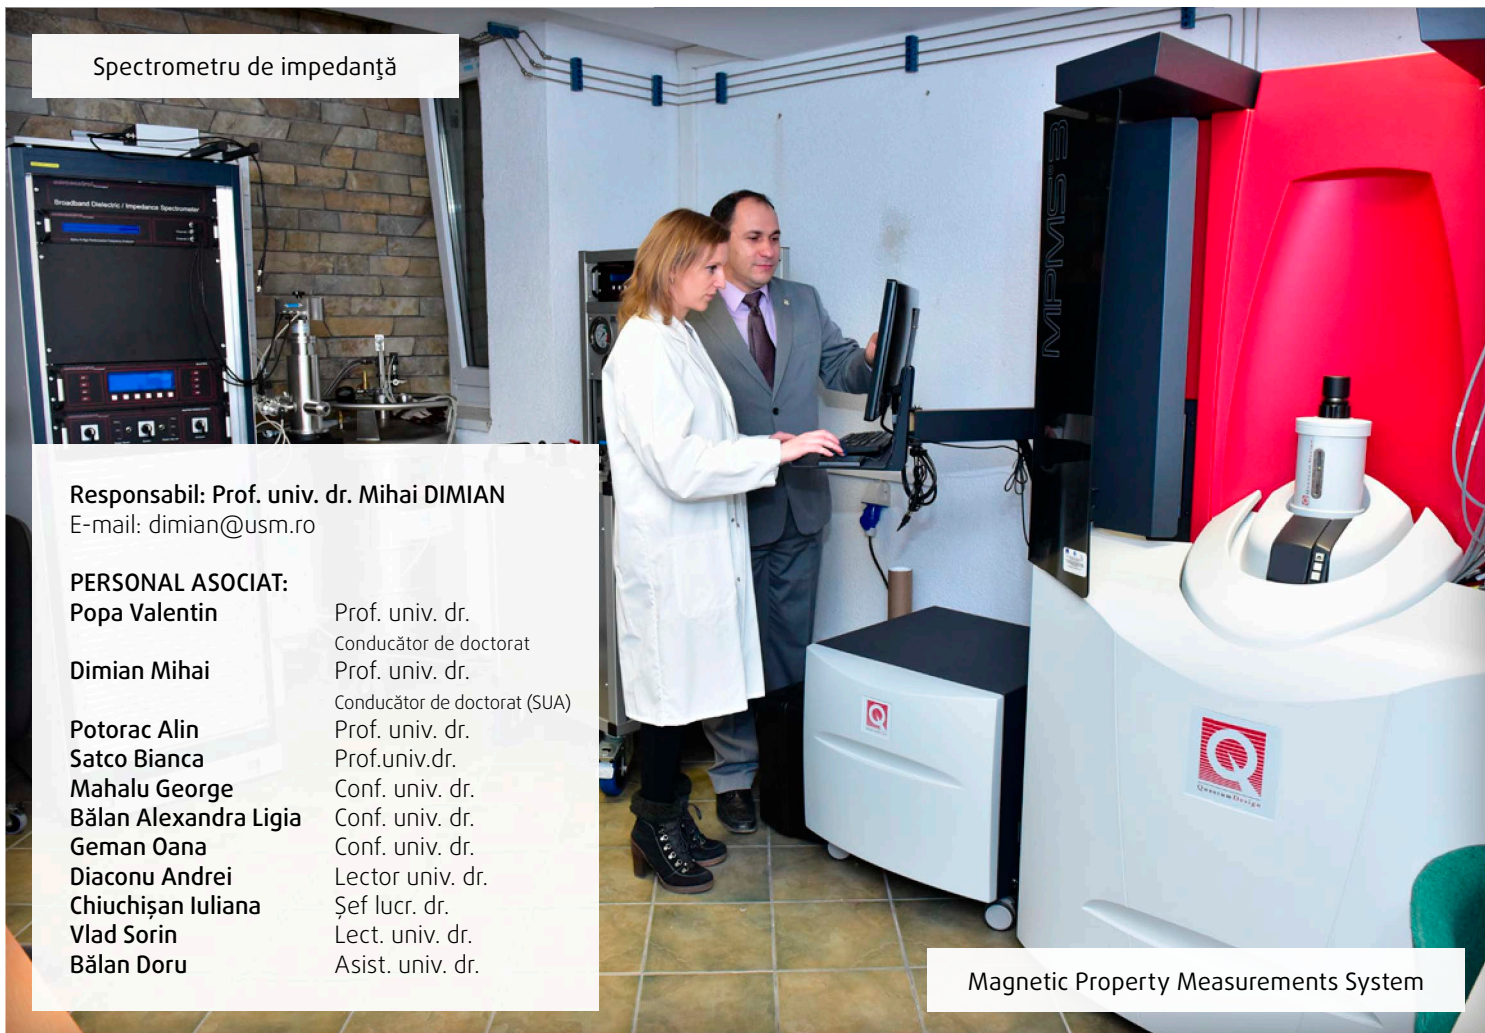 Spectrometru de impedanță
Broadband Dielectric / Impedance Spectrometer
MPMS 3
Responsabil: Prof. univ. dr. Mihai DIMIAN
E-mail: dimian@usm.ro
PERSONAL ASOCIAT:
Popa Valentin Prof. univ. dr.
Conducător de doctorat
Dimian Mihai Prof. univ. dr.
Conducător de doctorat (SUA)
Potorac Alin Prof. univ. dr.
Satco Bianca Prof.univ.dr.
Mahalu George Conf. univ. dr.
Bălan Alexandra Ligia Conf. univ. dr.
Geman Oana Conf. univ. dr.
Diaconu Andrei Lector univ. dr.
Chiuchișan Iuliana Șef lucr. dr.
Vlad Sorin Lect. univ. dr.
Bălan Doru Asist. univ. dr.
Q
QuantumDesign
Magnetic Property Measurements System